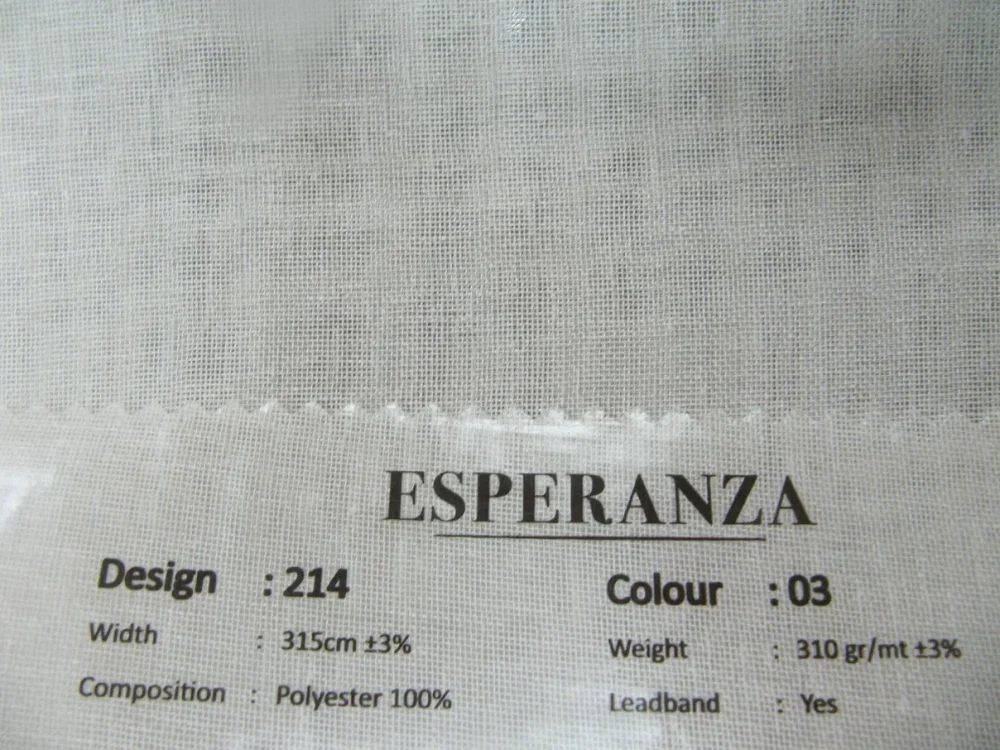 ESPERANZA
Design : 214 Colour : 03
Width : 315cm ±3% Weight : 310 gr/mt ±3%
Composition : Polyester 100% Leadband : Yes